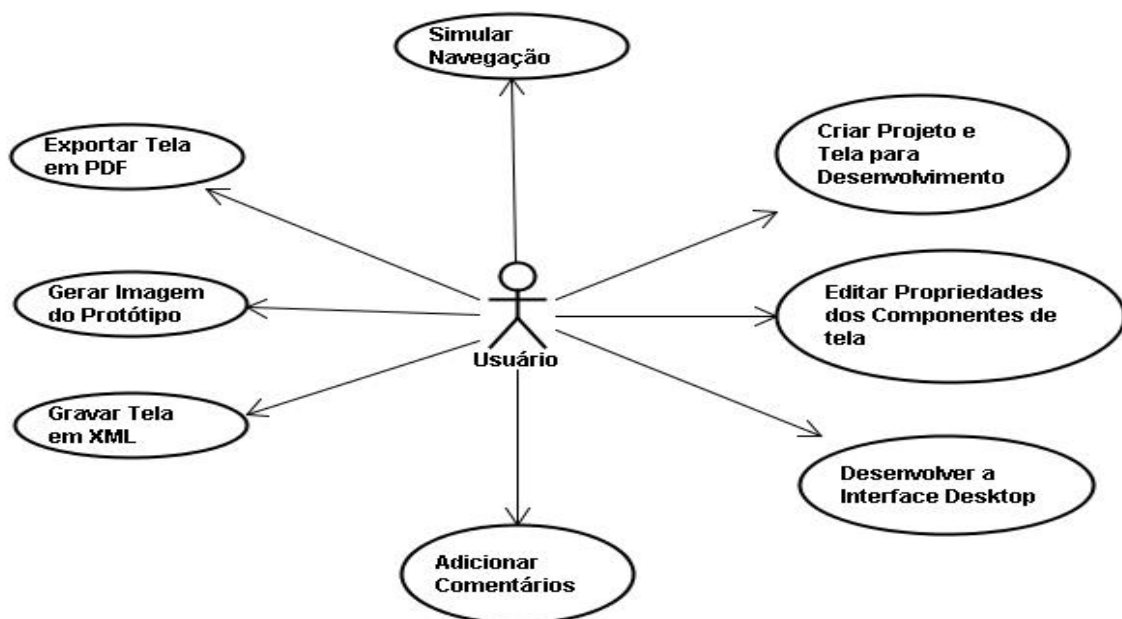 Simular
Navegação
Exportar Tela
em PDF
Criar Projeto e
Tela para
Desenvolvimento
Gerar Imagem
do Protótipo
Usuário
Editar Propriedades
dos Componentes de
tela
Gravar Tela
em XML
Desenvolver a
Interface Desktop
Adicionar
Comentários